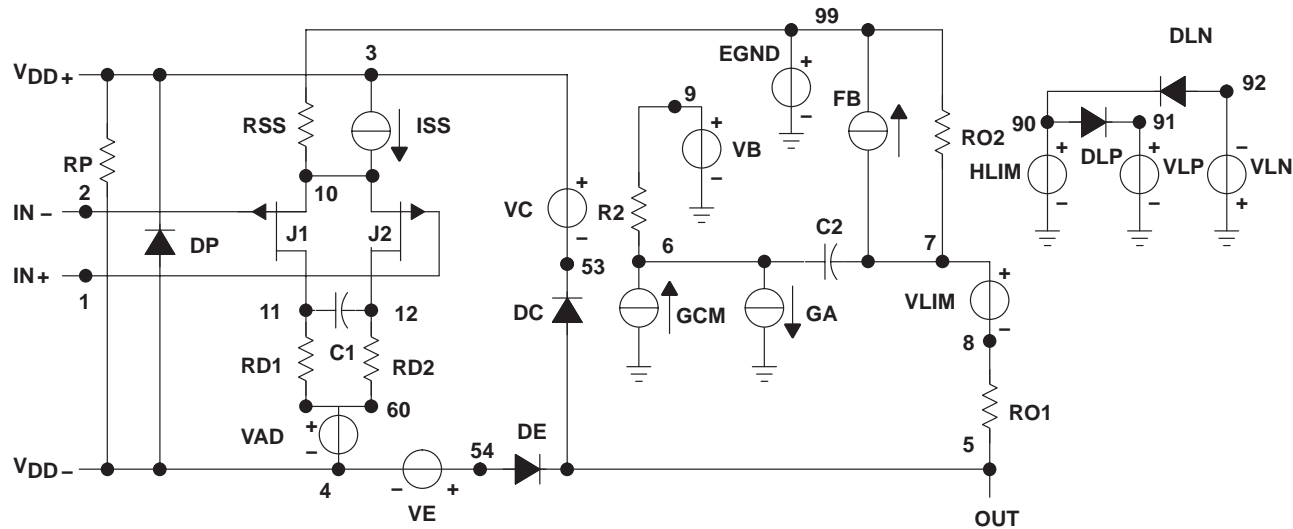 99
DLN
3
EGND
+
VDD+
92
FB
9
RSS
ISS
+
−
90
91
−
RP
VB
RO2
DLP
+
+
−
2
10
−
HLIM
VLP
VLN
+
IN −
VC
R2
−
−
+
J1
J2
C2
−
DP
6
7
IN+
53
+
1
GCM
GA
VLIM
11
12
DC
−
C1
8
RD1
RD2
60
RO1
+
VAD
DE
−
54
5
VDD−
4
−
+
VE
OUT